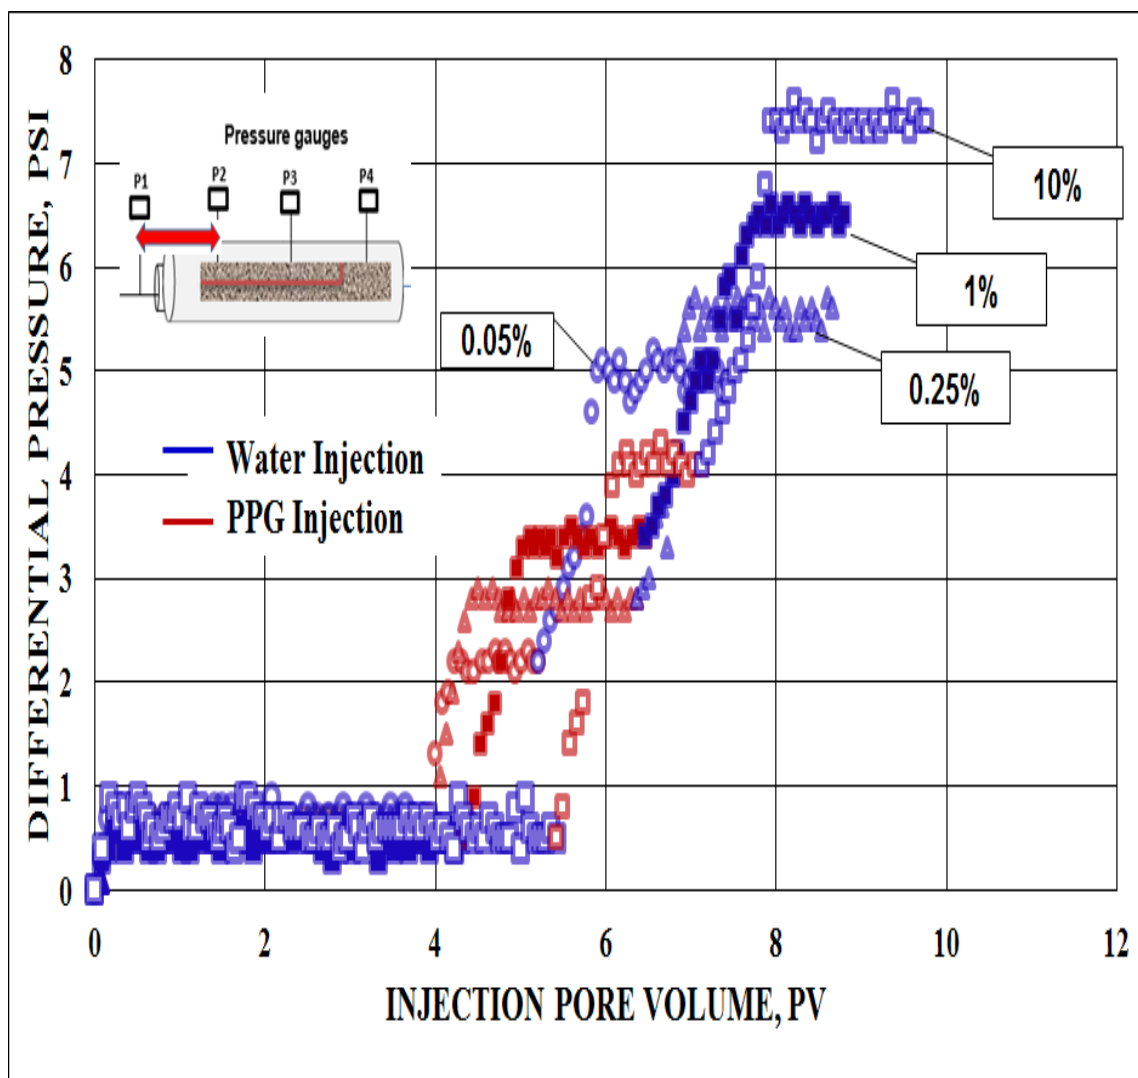 DIFFERENTIAL PRESSURE, PSI
8
7
6
5
4
3
2
1
0
Pressure gauges
P1 P2 P3 P4
10%
1%
0.05%
0.25%
Water Injection
PPG Injection
0 2 4 6 8 10 12
INJECTION PORE VOLUME, PV